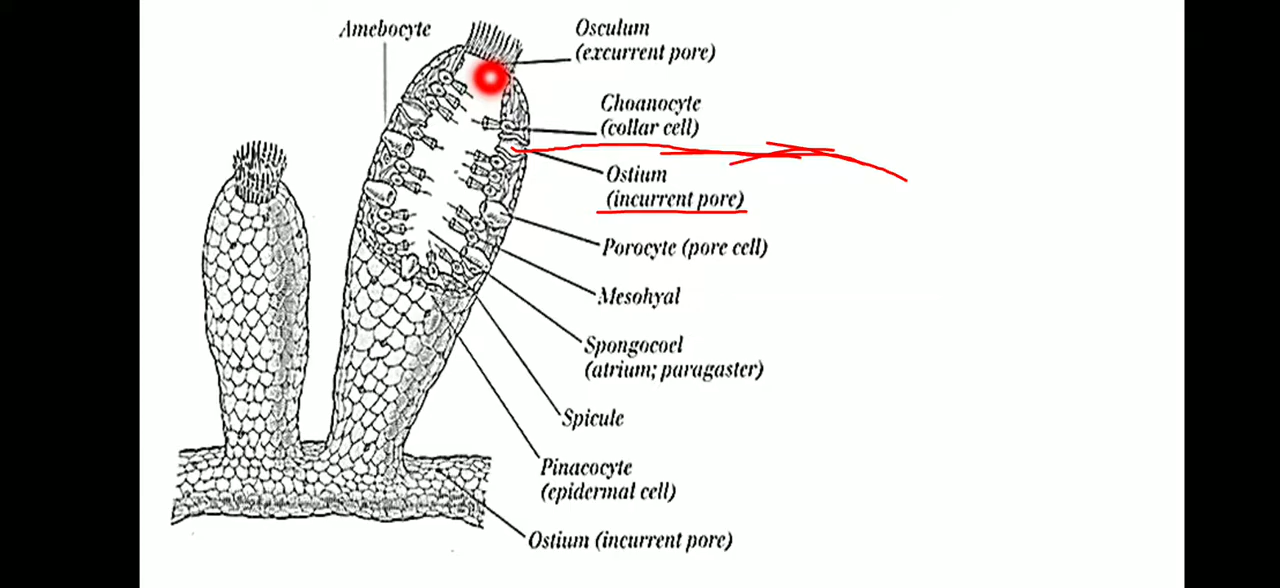 Amebocyte
Osculum
(excurrent pore)
Choanocyte
(collar cell)
Ostium
(incurrent pore)
Porocyte (pore cell)
Mesohyal
Spongocoel
(atrium; paragaster)
Spicule
Pinacocyte
(epidermal cell)
Ostium (incurrent pore)